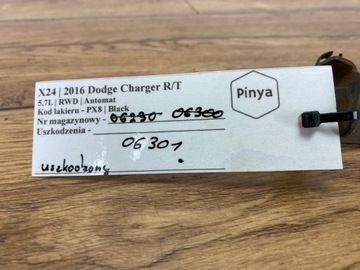 X24 | 2016 Dodge Charger R/T
5,7L | RWD | Automat
Kod lakieru - PX8 | Black
Nr magazynowy - 06290 06300
Uszkodzenia -
06301
uszkodzony
Pinya